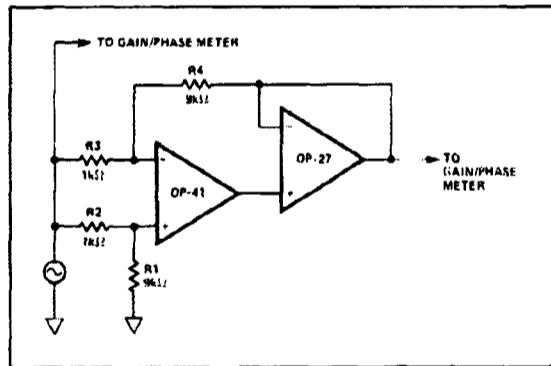 TO GAIN/PHASE METER
R4
9kΩ
R3
1kΩ
-
OP-41
+
-
OP-27
+
TO
GAIN/PHASE
METER
R2
1kΩ
R1
9kΩ